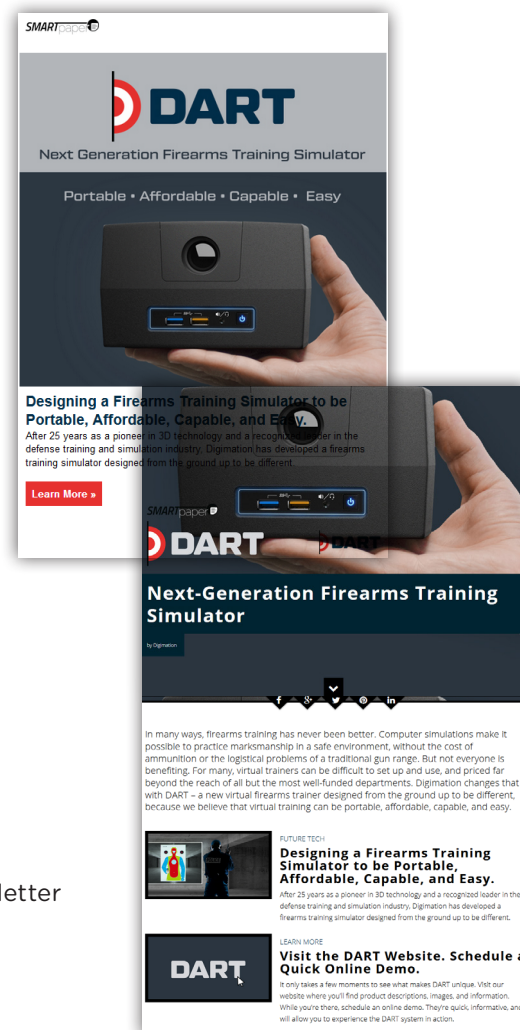 SMARTpaper
DART
Next Generation Firearms Training Simulator
Portable • Affordable • Capable • Easy
Designing a Firearms Training Simulator to be
Portable, Affordable, Capable, and Easy.
After 25 years as a pioneer in 3D technology and a recognized leader in the
defense training and simulation industry, Digimation has developed a firearms
training simulator designed from the ground up to be different.
Learn More »
SMARTpaper
DART
DART
Next-Generation Firearms Training
Simulator
by Digimation
In many ways, firearms training has never been better. Computer simulations make it
possible to practice marksmanship in a safe environment, without the cost of
ammunition or the logistical problems of a traditional gun range. But not everyone is
benefiting. For many, virtual trainers can be difficult to set up and use, and priced far
beyond the reach of all but the most well-funded departments. Digimation changes that
with DART – a new virtual firearms trainer designed from the ground up to be different,
because we believe that virtual training can be portable, affordable, capable, and easy.
FUTURE TECH
Designing a Firearms Training
Simulator to be Portable,
Affordable, Capable, and Easy.
After 25 years as a pioneer in 3D technology and a recognized leader in the
defense training and simulation industry, Digimation has developed a
firearms training simulator designed from the ground up to be different.
letter
LEARN MORE
Visit the DART Website. Schedule a
Quick Online Demo.
DART
It only takes a few moments to see what makes DART unique. Visit our
website where you'll find product descriptions, images, and information.
While you're there, schedule an online demo. They're quick, informative, and
will allow you to experience the DART system in action.